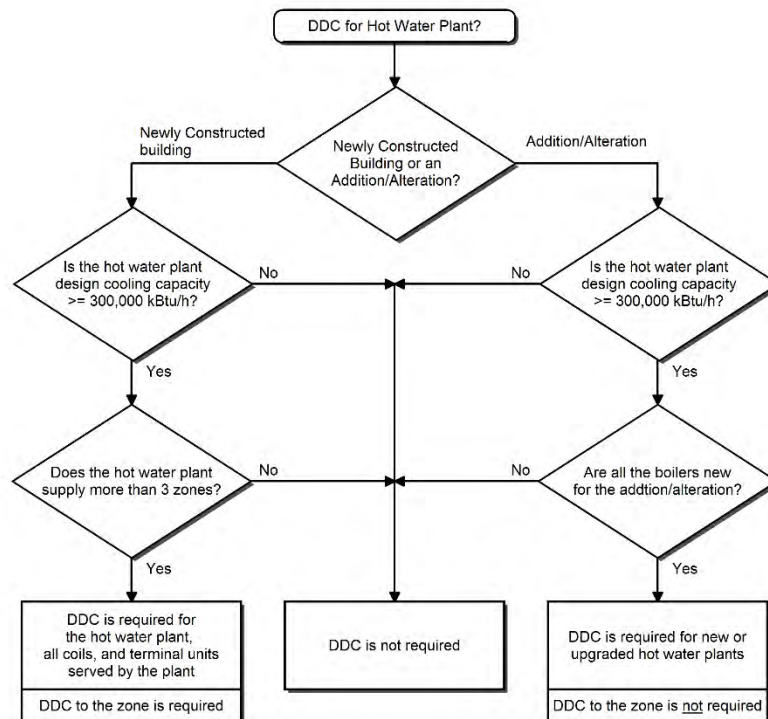 DDC for Hot Water Plant?
Newly Constructed
building
Newly Constructed
Building or an
Addition/Alteration?
Addition/Alteration
Is the hot water plant
design cooling capacity
>= 300,000 kBtu/h?
No
No
Is the hot water plant
design cooling capacity
>= 300,000 kBtu/h?
Yes
Yes
Does the hot water plant
supply more than 3 zones?
No
No
Are all the boilers new
for the addtion/alteration?
Yes
Yes
DDC is required for
the hot water plant,
all coils, and terminal units
served by the plant
DDC to the zone is required
DDC is not required
DDC is required for new or
upgraded hot water plants
DDC to the zone is not required